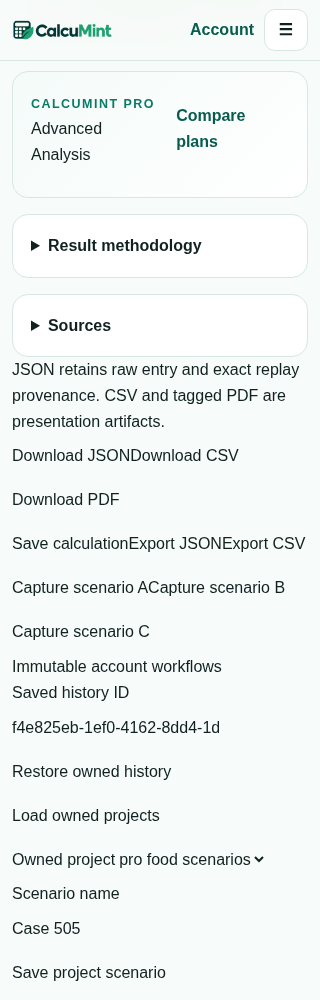 CalcuMint
Account
CALCUMINT PRO
Advanced
Analysis
Compare
plans
Result methodology
Sources
JSON retains raw entry and exact replay
provenance. CSV and tagged PDF are
presentation artifacts.
Download JSONDownload CSV
Download PDF
Save calculationExport JSONExport CSV
Capture scenario ACapture scenario B
Capture scenario C
Immutable account workflows
Saved history ID
f4e825eb-1ef0-4162-8dd4-1d
Restore owned history
Load owned projects
Owned project pro food scenarios
Scenario name
Case 505
Save project scenario